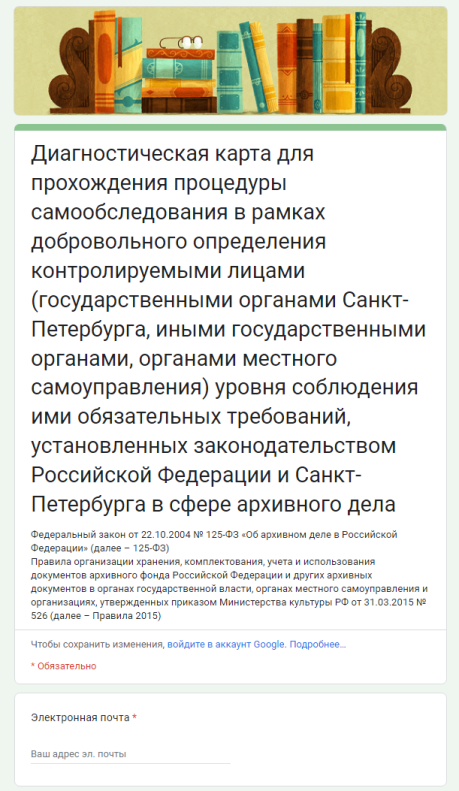 Диагностическая карта для
прохождения процедуры
самообследования в рамках
добровольного определения
контролируемыми лицами
(государственными органами Санкт-
Петербурга, иными государственными
органами, органами местного
самоуправления) уровня соблюдения
ими обязательных требований,
установленных законодательством
Российской Федерации и Санкт-
Петербурга в сфере архивного дела
Федеральный закон от 22.10.2004 № 125-ФЗ «Об архивном деле в Российской
Федерации» (далее – 125-ФЗ)
Правила организации хранения, комплектования, учета и использования
документов архивного фонда Российской Федерации и других архивных
документов в органах государственной власти, органах местного самоуправления и
организациях, утвержденных приказом Министерства культуры РФ от 31.03.2015 №
526 (далее – Правила 2015)
Чтобы сохранить изменения, войдите в аккаунт Google. Подробнее…
* Обязательно
Электронная почта *
Ваш адрес эл. почты